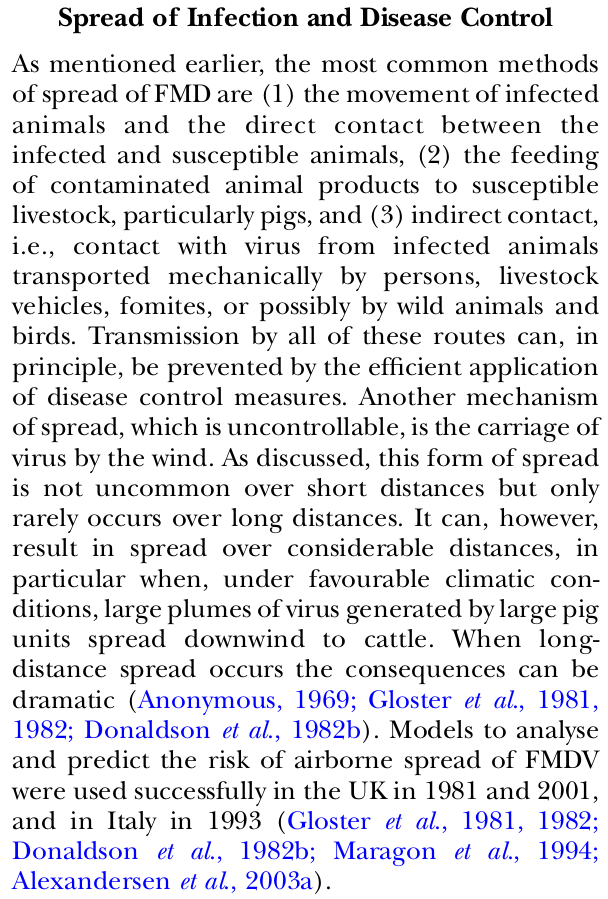 Spread of Infection and Disease Control
As mentioned earlier, the most common methods
of spread of FMD are (1) the movement of infected
animals and the direct contact between the
infected and susceptible animals, (2) the feeding
of contaminated animal products to susceptible
livestock, particularly pigs, and (3) indirect contact,
i.e., contact with virus from infected animals
transported mechanically by persons, livestock
vehicles, fomites, or possibly by wild animals and
birds. Transmission by all of these routes can, in
principle, be prevented by the efficient application
of disease control measures. Another mechanism
of spread, which is uncontrollable, is the carriage of
virus by the wind. As discussed, this form of spread
is not uncommon over short distances but only
rarely occurs over long distances. It can, however,
result in spread over considerable distances, in
particular when, under favourable climatic con-
ditions, large plumes of virus generated by large pig
units spread downwind to cattle. When long-
distance spread occurs the consequences can be
dramatic (Anonymous, 1969; Gloster et al., 1981,
1982; Donaldson et al., 1982b). Models to analyse
and predict the risk of airborne spread of FMDV
were used successfully in the UK in 1981 and 2001,
and in Italy in 1993 (Gloster et al., 1981, 1982;
Donaldson et al., 1982b; Maragon et al., 1994;
Alexandersen et al., 2003a).